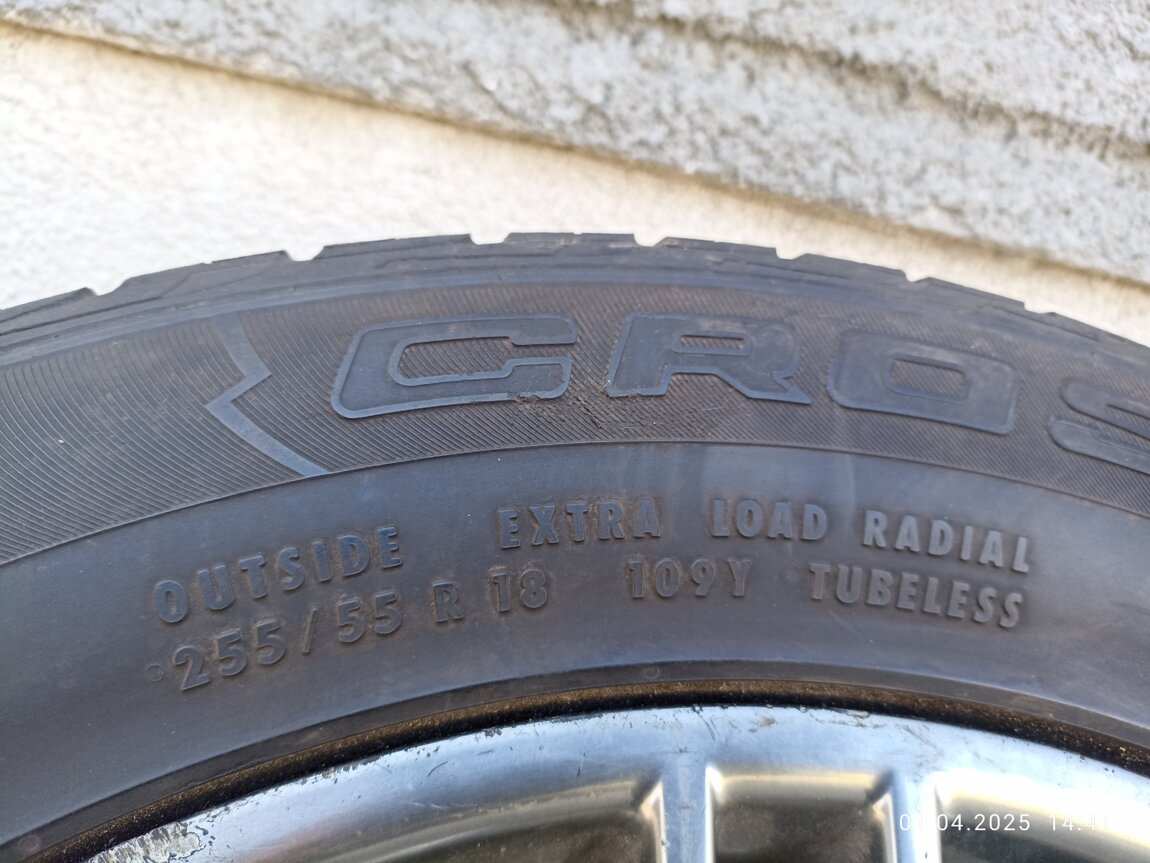 CROS
OUTSIDE EXTRA LOAD RADIAL
255/55 R 18 109Y TUBELESS
01.04.2025 14:41